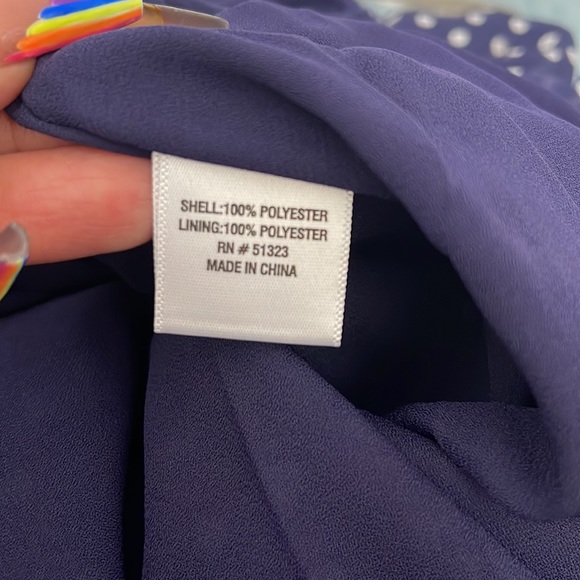 SHELL:100% POLYESTER
LINING:100% POLYESTER
RN # 51323
MADE IN CHINA